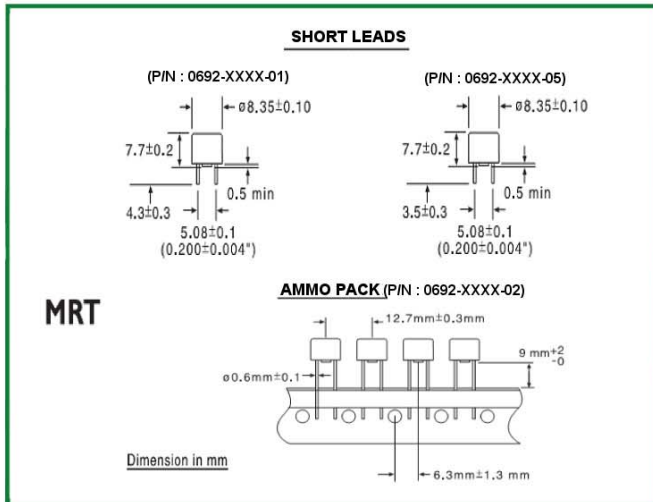 SHORT LEADS
(P/N : 0692-XXXX-01)
ø8.35±0.10
7.7±0.2
0.5 min
4.3±0.3
5.08±0.1
(0.200±0.004")
(P/N : 0692-XXXX-05)
ø8.35±0.10
7.7±0.2
0.5 min
3.5±0.3
5.08±0.1
(0.200±0.004")
MRT
AMMO PACK (P/N : 0692-XXXX-02)
12.7mm±0.3mm
9 mm+2 -0
ø0.6mm±0.1
6.3mm±1.3 mm
Dimension in mm